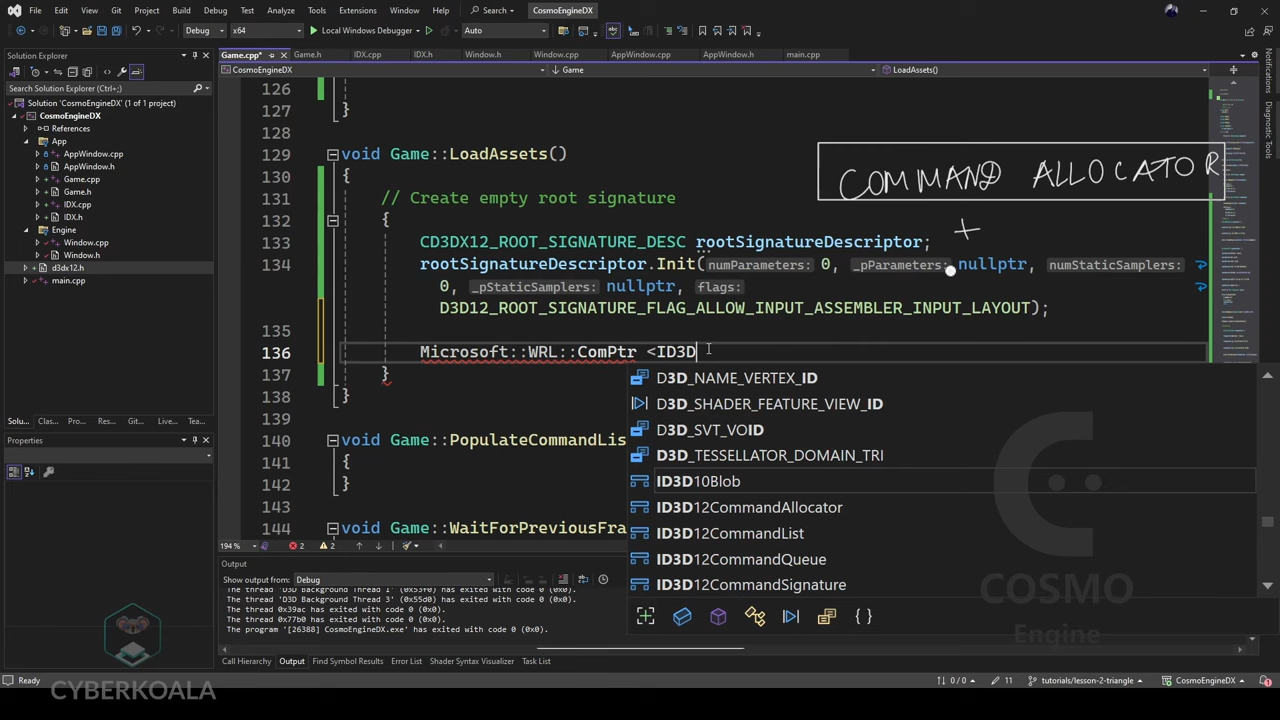 File Edit View Git Project Build Debug Test Analyze Tools Extensions Window Help Search CosmoEngineDX
Debug x64 Local Windows Debugger Auto
Solution Explorer
Search Solution Explorer (Ctrl+;)
Solution 'CosmoEngineDX' (1 of 1 project)
CosmoEngineDX
References
App
AppWindow.cpp
AppWindow.h
Game.cpp
Game.h
IDX.cpp
IDX.h
Engine
Window.cpp
Window.h
d3dx12.h
main.cpp
Solu... Class... Pro... Res... Git... Live... Tea...
Properties
Game.cpp* Game.h IDX.cpp IDX.h Window.h Window.cpp AppWindow.cpp AppWindow.h main.cpp
CosmoEngineDX Game LoadAssets()
126
127 }
128
129 void Game::LoadAssets()
130 {
131 // Create empty root signature
132 {
133 CD3DX12_ROOT_SIGNATURE_DESC rootSignatureDescriptor;
134 rootSignatureDescriptor.Init(numParameters: 0, _pParameters: nullptr, numStaticSamplers:
0, _pStaticSamplers: nullptr, flags:
D3D12_ROOT_SIGNATURE_FLAG_ALLOW_INPUT_ASSEMBLER_INPUT_LAYOUT);
135
136 Microsoft::WRL::ComPtr <ID3D
137 }
138 }
139
140 void Game::PopulateCommandLis
141 {
142 }
143
144 void Game::WaitForPreviousFra
COMMAND ALLOCATOR
+
D3D_NAME_VERTEX_ID
D3D_SHADER_FEATURE_VIEW_ID
D3D_SVT_VOID
D3D_TESSELLATOR_DOMAIN_TRI
ID3D10Blob
ID3D12CommandAllocator
ID3D12CommandList
ID3D12CommandQueue
ID3D12CommandSignature
194 % 2 2
Output
Show output from: Debug
The thread 'D3D Background Thread 3' (0x55d0) has exited with code 0 (0x0).
The thread 0x39ac has exited with code 0 (0x0).
The thread 0x77b0 has exited with code 0 (0x0).
The program '[26388] CosmoEngineDX.exe' has exited with code 0 (0x0).
Call Hierarchy Output Find Symbol Results Error List Shader Syntax Visualizer Task List
Ready 0 / 0 11 tutorials/lesson-2-triangle CosmoEngineDX
Notifications
Diagnostic Tools
COSMO
Engine
CYBERKOALA